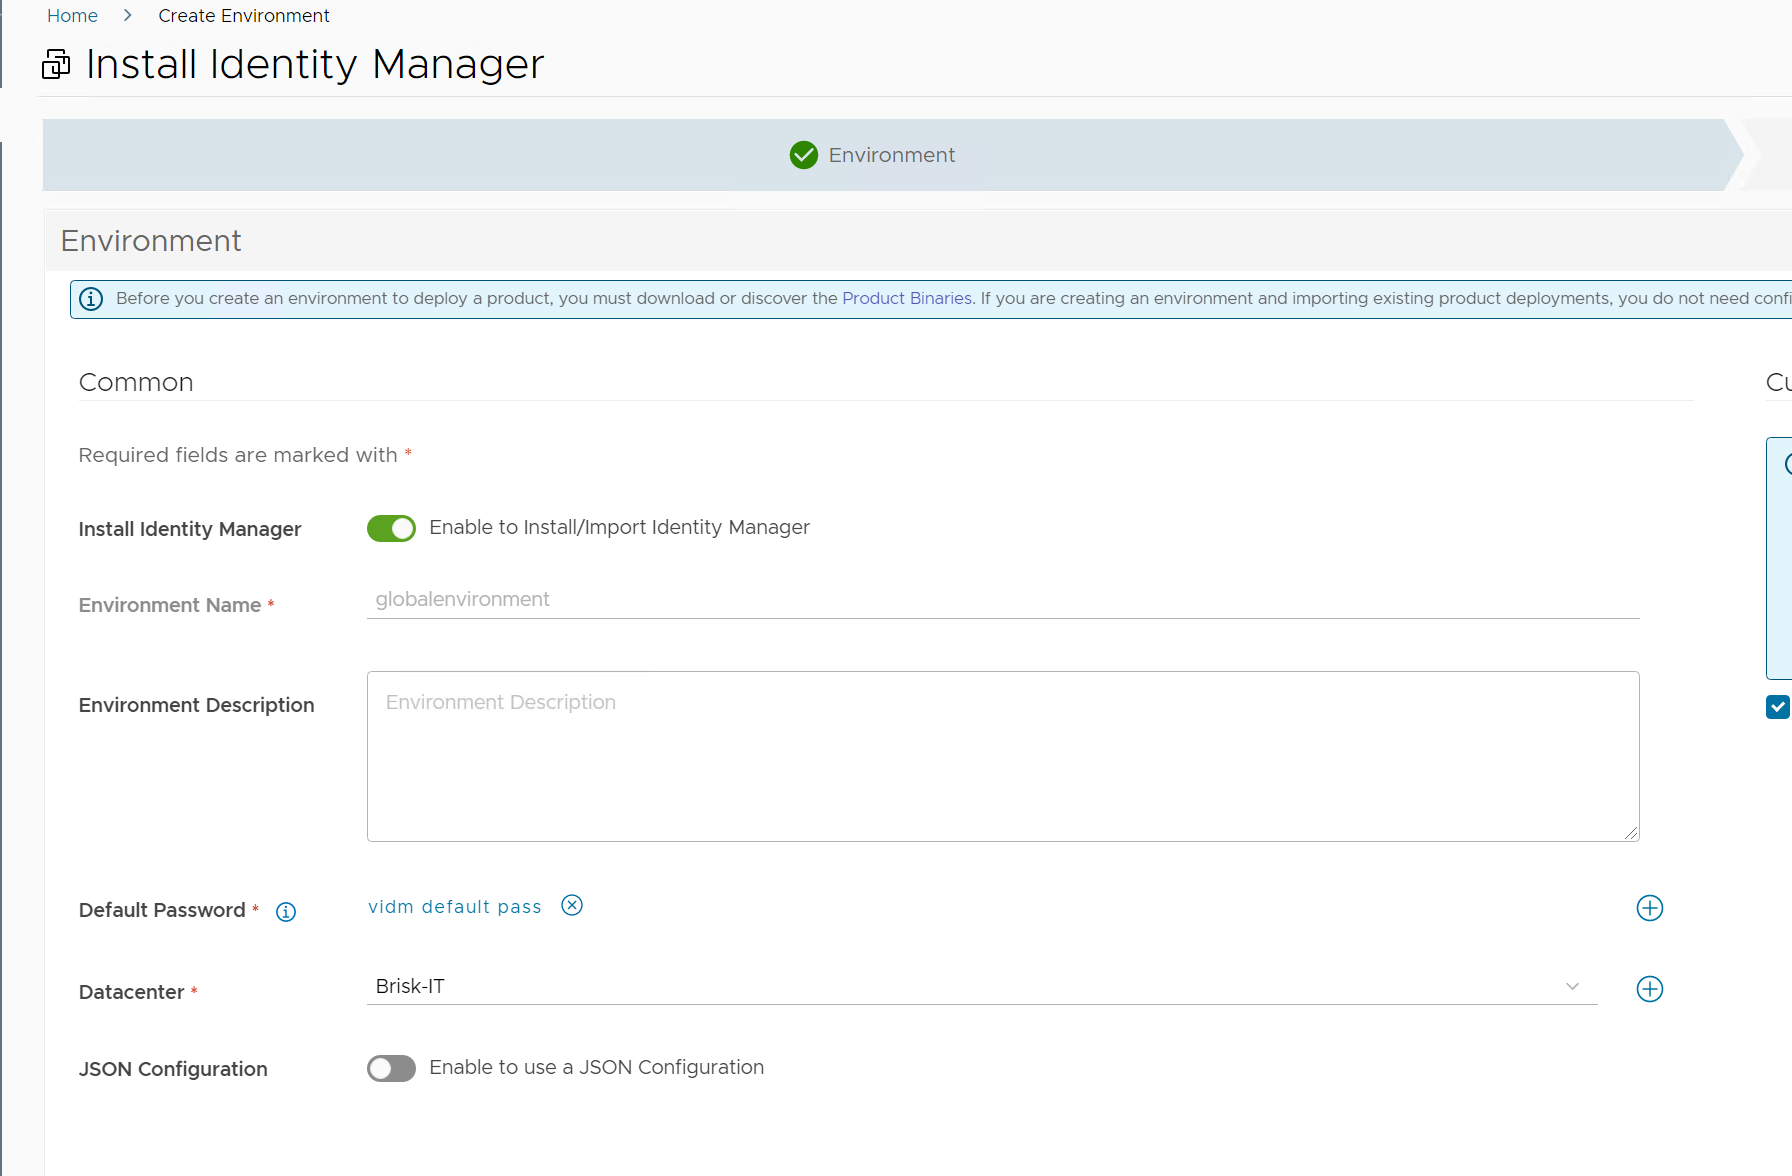 Home > Create Environment
Install Identity Manager
Environment
Environment
Before you create an environment to deploy a product, you must download or discover the Product Binaries. If you are creating an environment and importing existing product deployments, you do not need confi
Common
Cu
Required fields are marked with *
Install Identity Manager
Enable to Install/Import Identity Manager
Environment Name *
globalenvironment
Environment Description
Environment Description
Default Password *
vidm default pass
Datacenter *
Brisk-IT
JSON Configuration
Enable to use a JSON Configuration